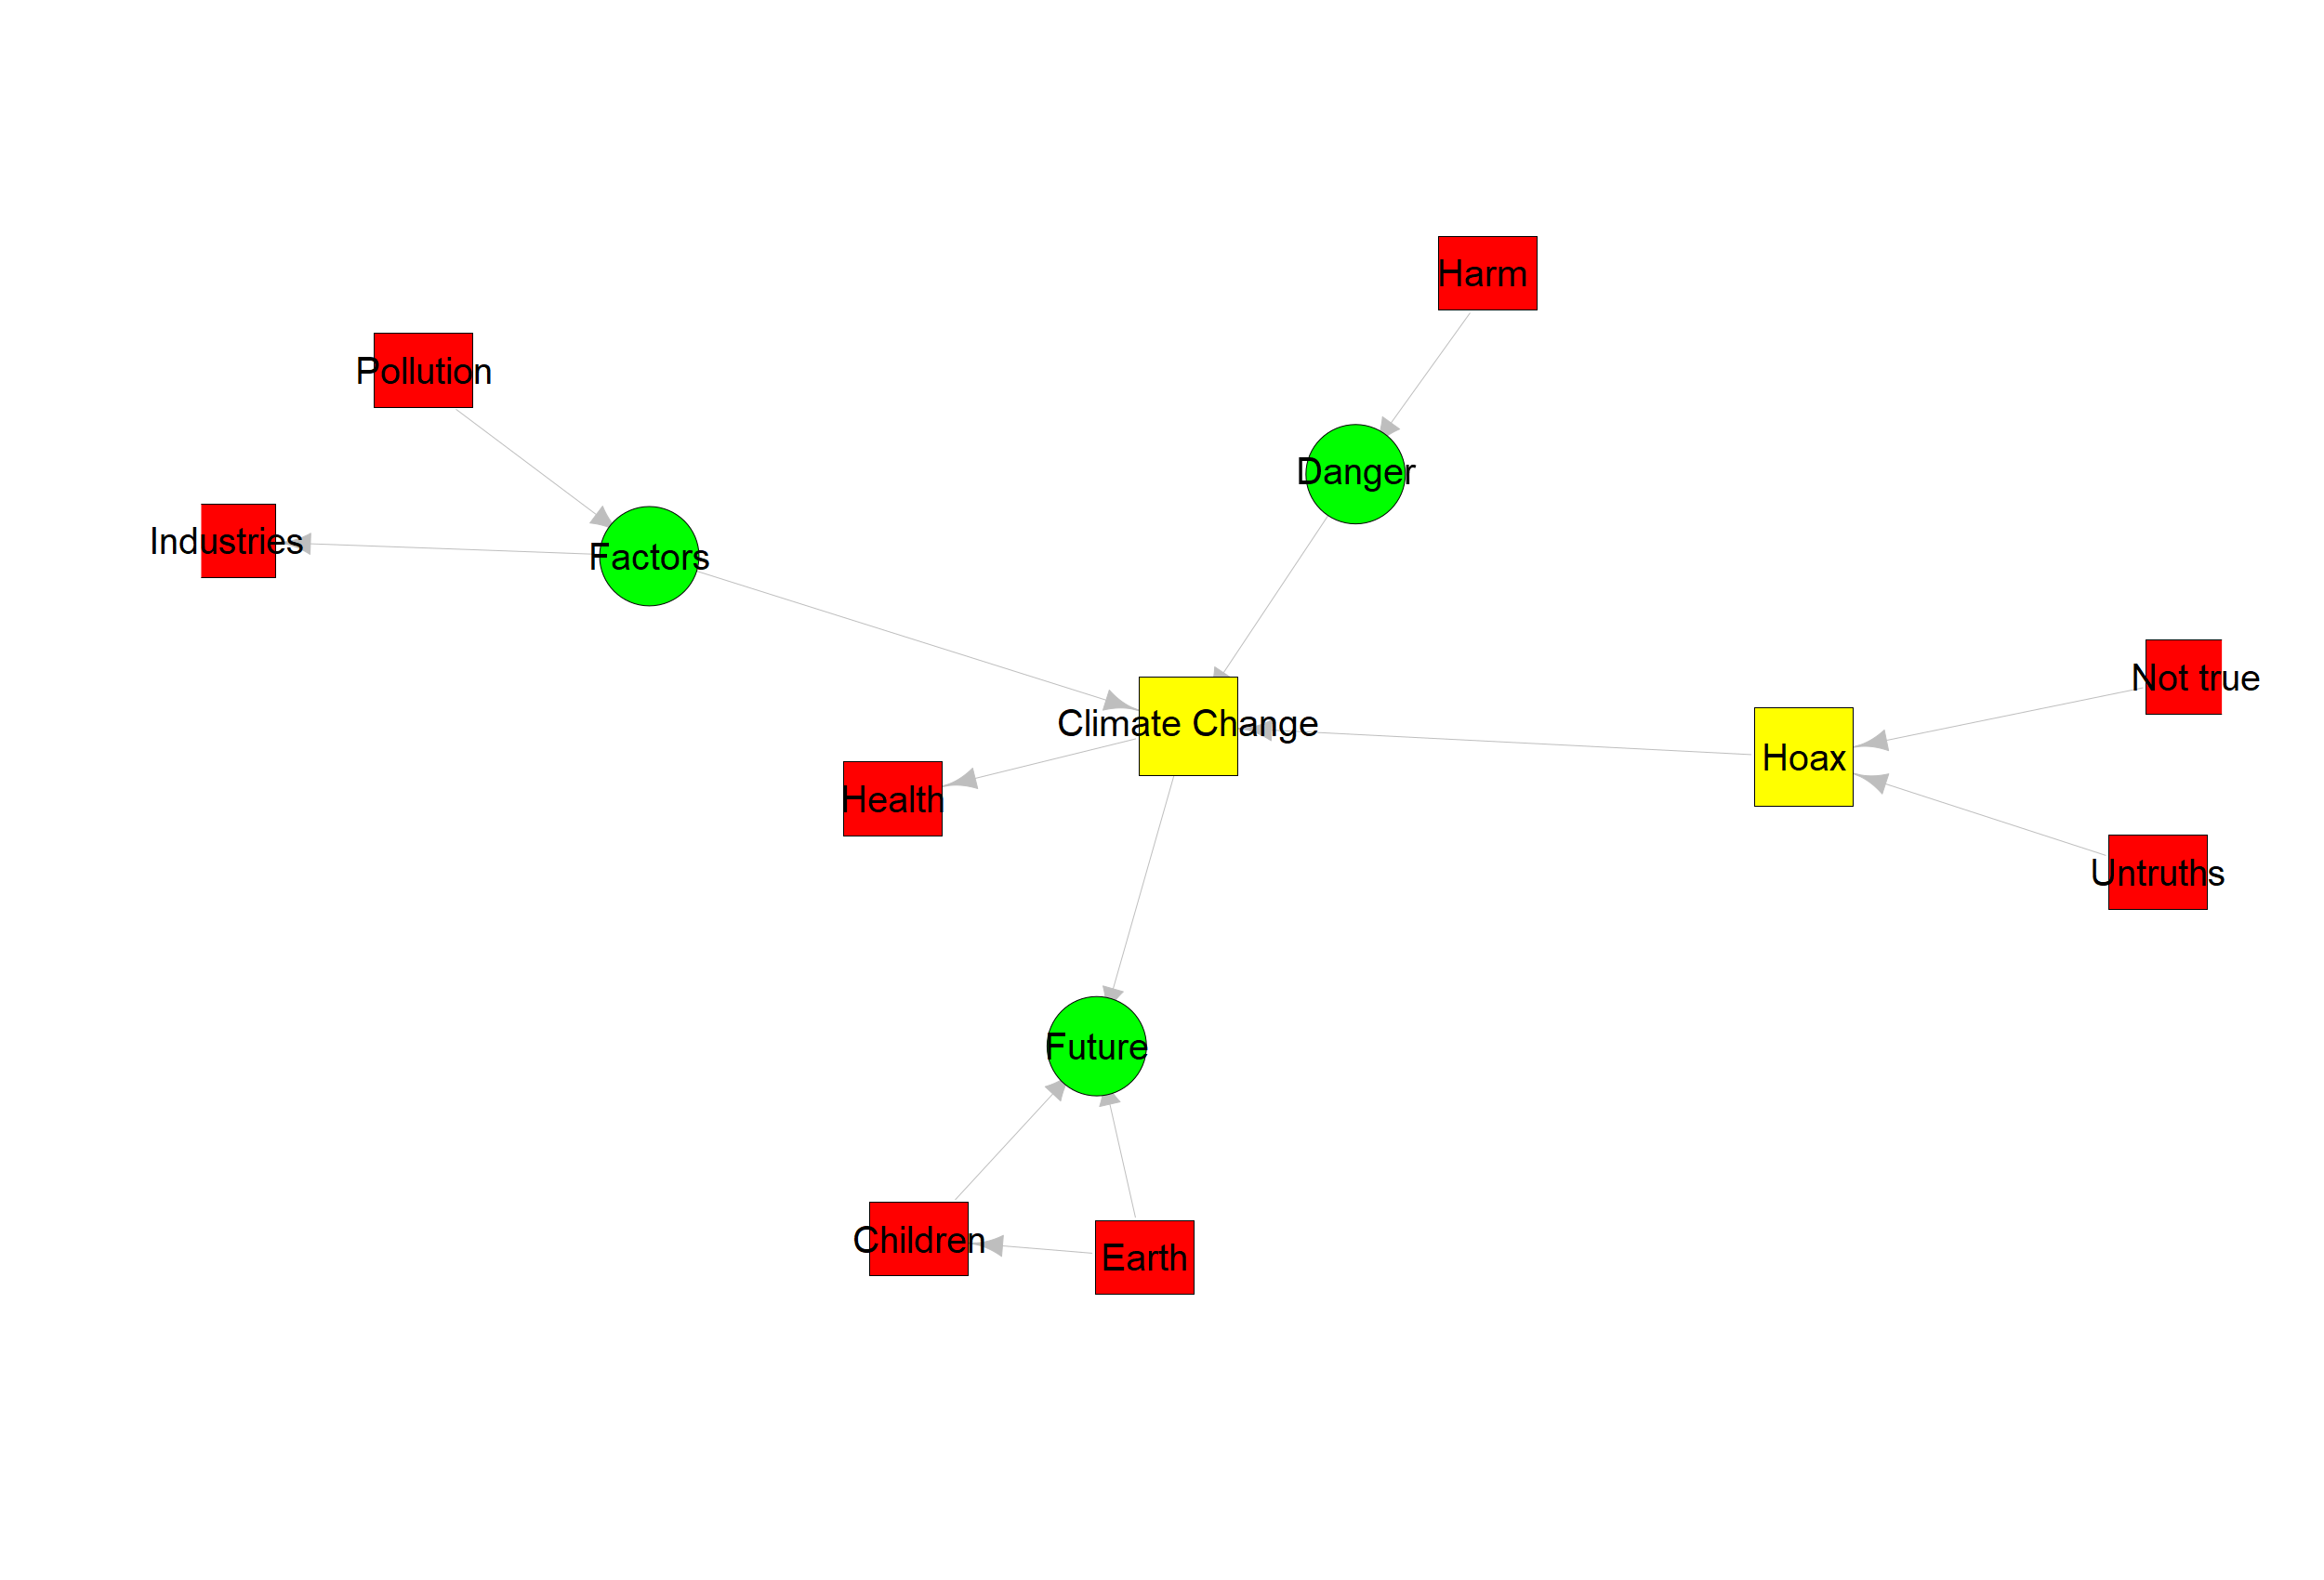 Harm
Pollution
Danger
Industries
Factors
Not true
Climate Change
Hoax
Health
Untruths
Future
Children
Earth